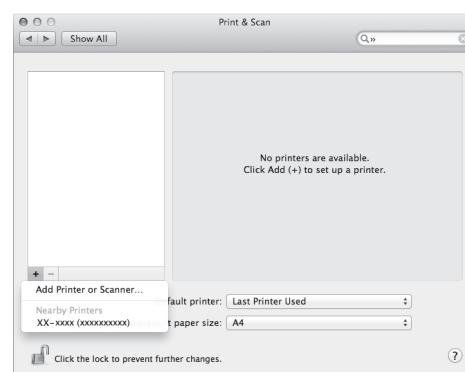 Print & Scan
Show All
»
No printers are available.
Click Add (+) to set up a printer.
+ −
Add Printer or Scanner...
Nearby Printers
XX-xxxx (xxxxxxxxxx)
fault printer: Last Printer Used
t paper size: A4
Click the lock to prevent further changes.
?